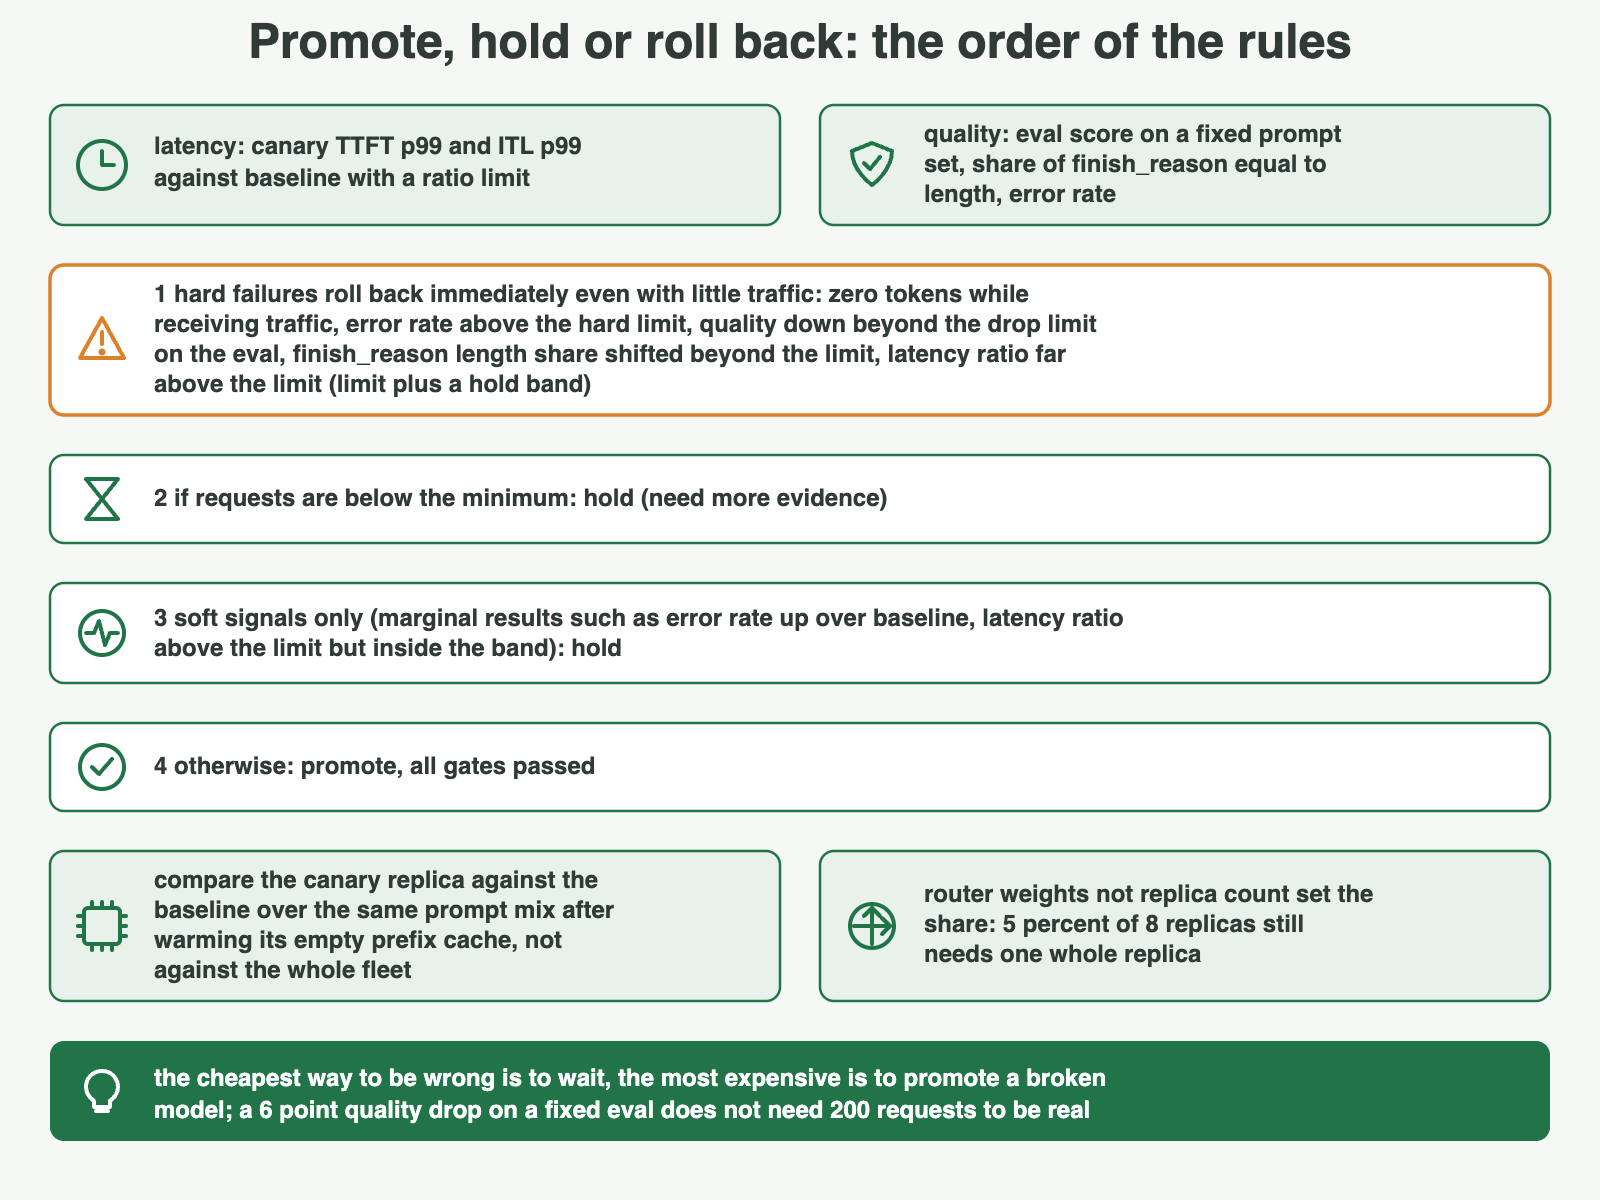 Promote, hold or roll back: the order of the rules
latency: canary TTFT p99 and ITL p99
against baseline with a ratio limit
quality: eval score on a fixed prompt
set, share of finish_reason equal to
length, error rate
1 hard failures roll back immediately even with little traffic: zero tokens while
receiving traffic, error rate above the hard limit, quality down beyond the drop limit
on the eval, finish_reason length share shifted beyond the limit, latency ratio far
above the limit (limit plus a hold band)
2 if requests are below the minimum: hold (need more evidence)
3 soft signals only (marginal results such as error rate up over baseline, latency ratio
above the limit but inside the band): hold
4 otherwise: promote, all gates passed
compare the canary replica against the
baseline over the same prompt mix after
warming its empty prefix cache, not
against the whole fleet
router weights not replica count set the
share: 5 percent of 8 replicas still
needs one whole replica
the cheapest way to be wrong is to wait, the most expensive is to promote a broken
model; a 6 point quality drop on a fixed eval does not need 200 requests to be real